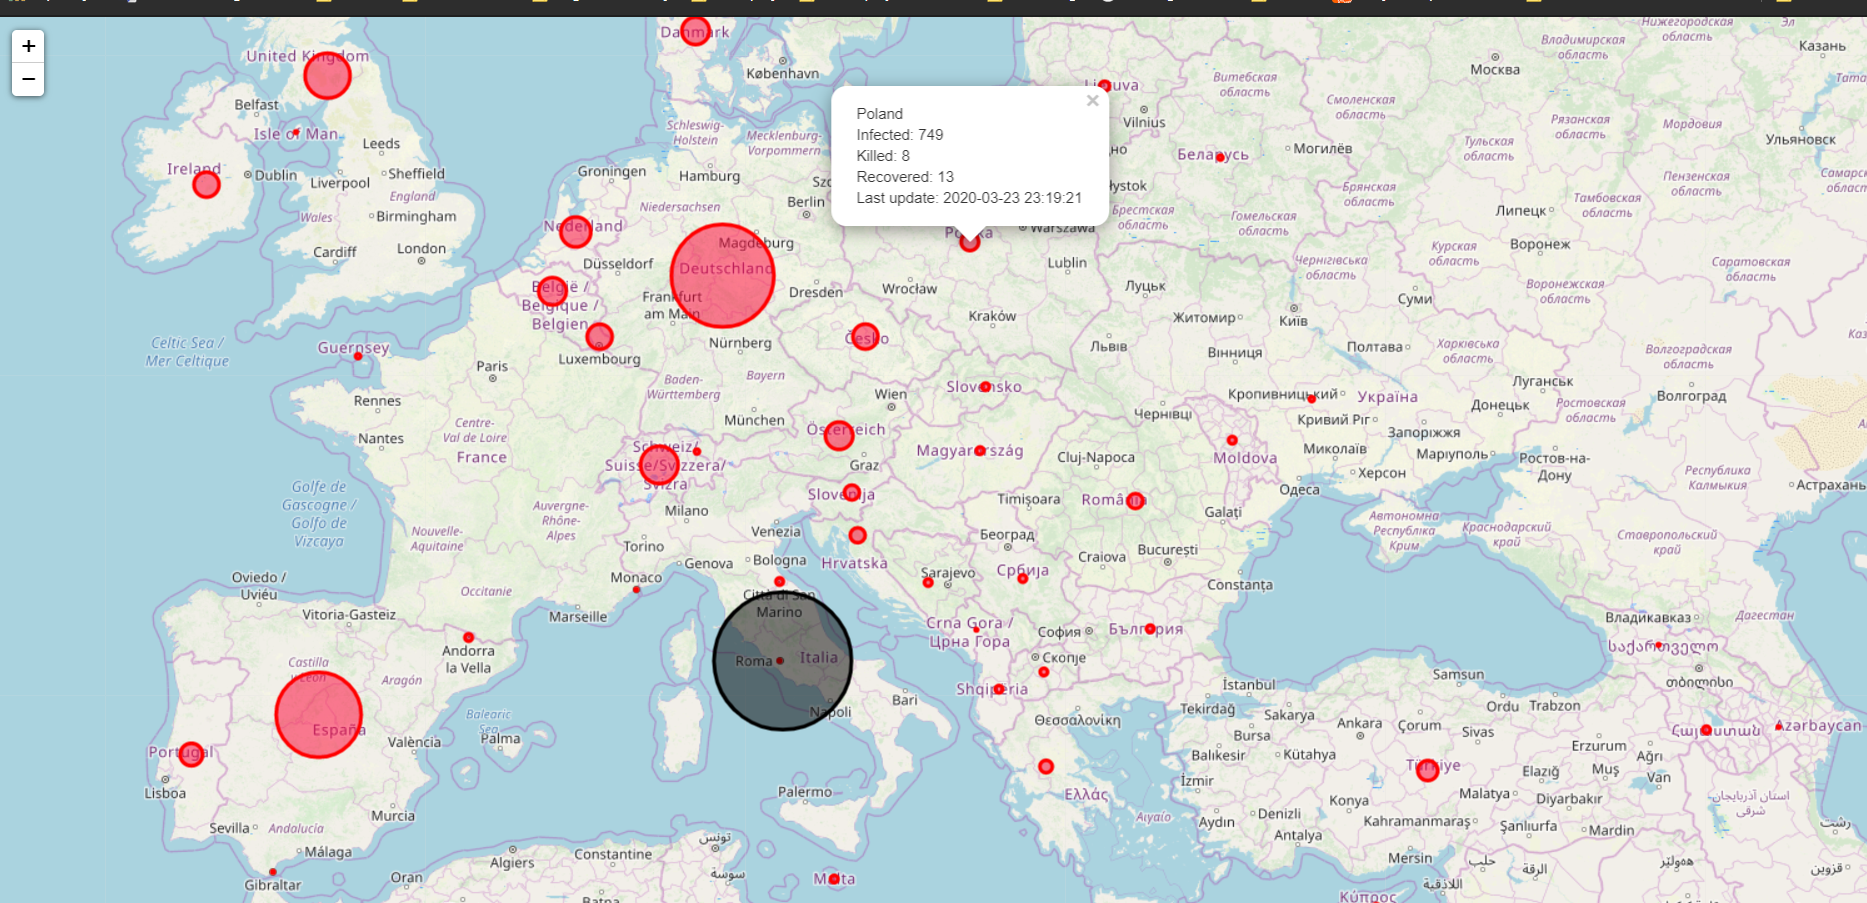 +
−
Poland
Infected: 749
Killed: 8
Recovered: 13
Last update: 2020-03-23 23:19:21
×
United Kingdom
Belfast
Isle of Man
Leeds
Ireland
Dublin
Liverpool
Sheffield
Wales
England
Birmingham
Cardiff
London
Celtic Sea /
Mer Celtique
Guernsey
Danmark
København
Schleswig-
Holstein
Mecklenburg-
Vorpommern
Groningen
Hamburg
Niedersachsen
Berlin
Nederland
Magdeburg
Düsseldorf
Deutschland
België /
Belgique /
Belgien
Frankfurt
am Main
Dresden
Wrocław
Luxembourg
Nürnberg
Česko
Kraków
Lublin
Warszawa
Vilnius
Paris
Rennes
Nantes
Centre-
Val de Loire
France
Baden-
Württemberg
Bayern
München
Wien
Slovensko
Österreich
Graz
Magyarország
Schweiz/
Suisse/Svizzera/
Svizra
Slovenija
Milano
Venezia
Torino
Genova
Bologna
Hrvatska
Monaco
Marseille
Golfe de
Gascogne /
Golfo de
Vizcaya
Nouvelle-
Aquitaine
Auvergne-
Rhône-
Alpes
Occitanie
Oviedo /
Uviéu
Vitoria-Gasteiz
Andorra
la Vella
Castilla
Aragón
España
Portugal
Lisboa
València
Balearic
Sea
Palma
Murcia
Sevilla
Andalucía
Málaga
Gibraltar
Città di San
Marino
Roma
Italia
Napoli
Bari
Palermo
Malta
Algiers
Oran
Constantine
تونس
سوسة
Cluj-Napoca
Timișoara
România
Београд
Sarajevo
Србија
Craiova
București
Galați
Constanța
Crna Gora /
Црна Гора
София
България
Скопје
Shqipëria
Θεσσαλονίκη
Ελλάς
Αιγαίο
Κύπρος
Беларусь
Могилёв
Витебская
область
Смоленская
область
Москва
Владимирская
область
Нижегородская
область
Казань
Рязанская
область
Мордовия
Ульяновск
Тульская
область
Пензенская
область
Брянская
область
Тамбовская
область
Липецк
Брестская
область
Гомельская
область
Курская
область
Воронеж
Саратовская
область
Чернігівська
область
Воронежская
область
Луцьк
Суми
Житомир
Київ
Львів
Вінниця
Полтава
Харківська
область
Волгоградская
область
Луганськ
Волгоград
Кропивницький
Україна
Донецьк
Ростовская
область
Чернівці
Кривий Ріг
Запоріжжя
Moldova
Миколаїв
Маріуполь
Ростов-на-
Дону
Херсон
Республика
Калмыкия
Одеса
Астрахань
Автономна
Республіка
Крим
Краснодарский
край
Ставропольский
край
Владикавказ
Дагестан
საქართველო
თბილისი
Հայաստան
Azərbaycan
İstanbul
Samsun
Tekirdağ
Sakarya
Ordu
Trabzon
Bursa
Ankara
Çorum
Sivas
Balıkesir
Kütahya
Erzurum
Ağrı
Muş
Van
Türkiye
Elazığ
İzmir
Konya
Malatya
Diyarbakır
Aydın
Denizli
Kahramanmaraş
Şanlıurfa
Mardin
Antalya
Mersin
حلب
الرقة
اللاذقية
استان آذربایجان
شرقی
رشت
قزوین